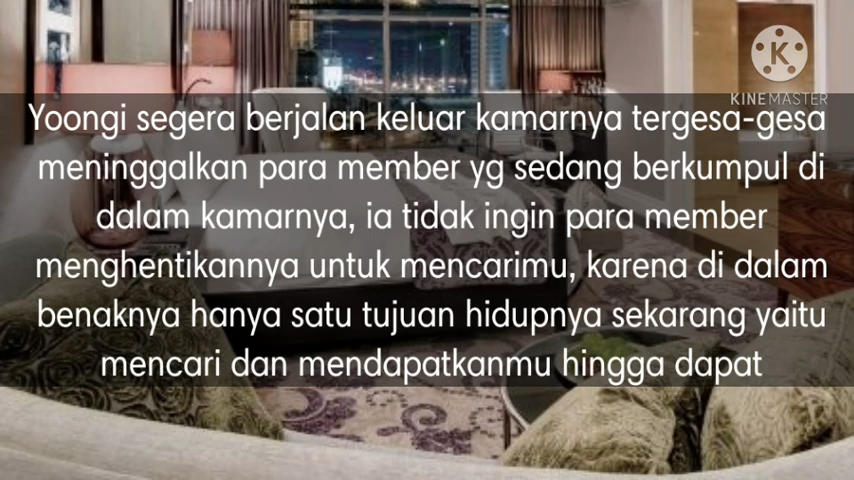 KINEMASTER
Yoongi segera berjalan keluar kamarnya tergesa-gesa
meninggalkan para member yg sedang berkumpul di
dalam kamarnya, ia tidak ingin para member
menghentikannya untuk mencarimu, karena di dalam
benaknya hanya satu tujuan hidupnya sekarang yaitu
mencari dan mendapatkanmu hingga dapat